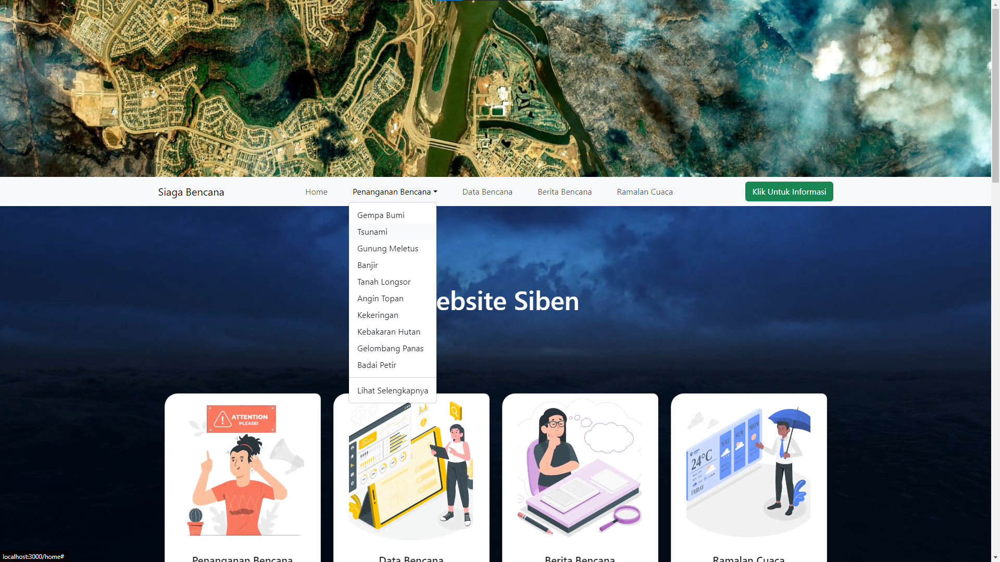 Siaga Bencana
Home
Penanganan Bencana
Data Bencana
Berita Bencana
Ramalan Cuaca
Klik Untuk Informasi
Gempa Bumi
Tsunami
Gunung Meletus
Banjir
Tanah Longsor
Angin Topan
Kekeringan
Kebakaran Hutan
Gelombang Panas
Badai Petir
Lihat Selengkapnya
ebsite Siben
ATTENTION
PLEASE!
24°C
FRIDAY
SAT
SUN
MON
Penanganan Bencana
Data Bencana
Berita Bencana
Ramalan Cuaca
localhost:3000/home#